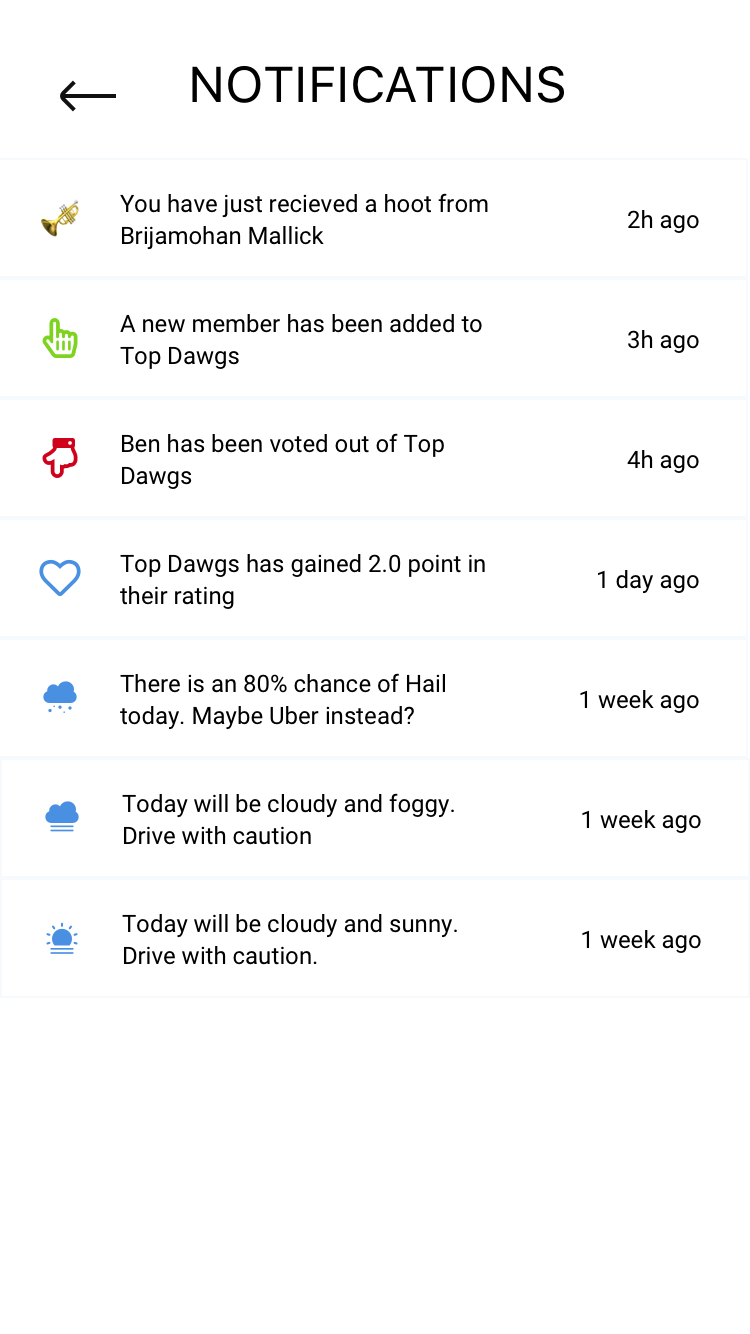 NOTIFICATIONS
You have just recieved a hoot from
Brijamohan Mallick
2h ago
A new member has been added to
Top Dawgs
3h ago
Ben has been voted out of Top
Dawgs
4h ago
Top Dawgs has gained 2.0 point in
their rating
1 day ago
There is an 80% chance of Hail
today. Maybe Uber instead?
1 week ago
Today will be cloudy and foggy.
Drive with caution
1 week ago
Today will be cloudy and sunny.
Drive with caution.
1 week ago